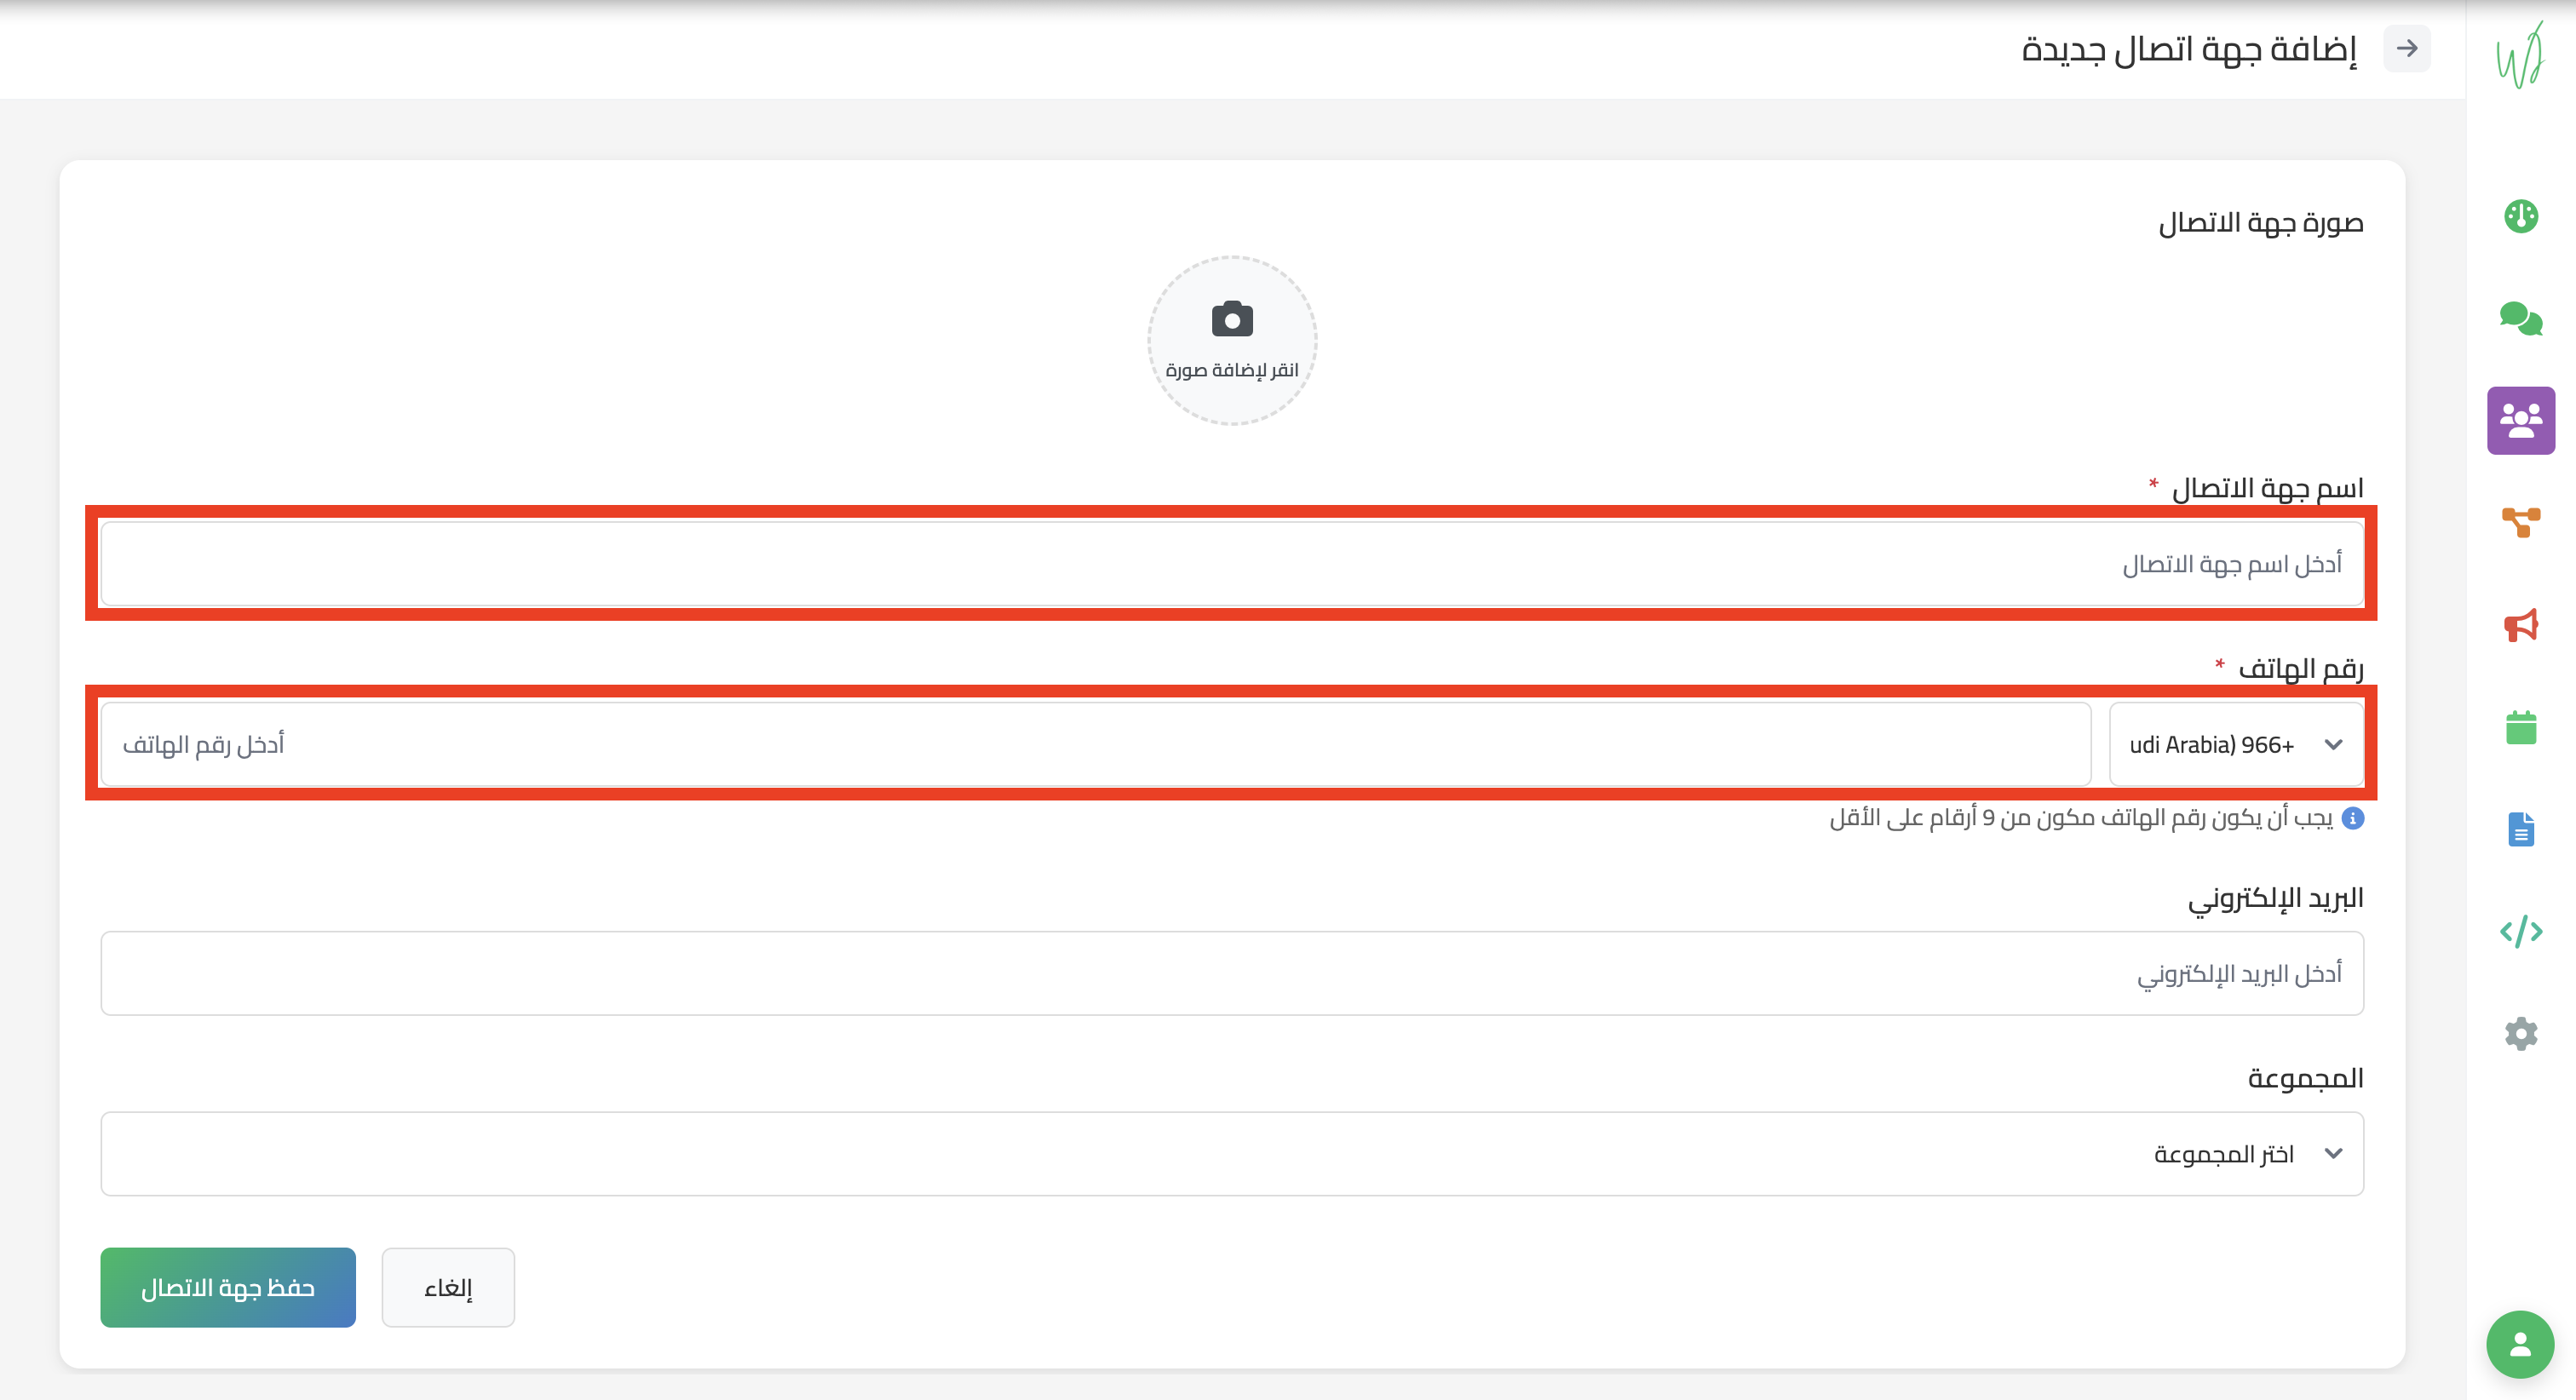 إضافة جهة اتصال جديدة
صورة جهة الاتصال
انقر لإضافة صورة
اسم جهة الاتصال *
أدخل اسم جهة الاتصال
رقم الهاتف *
udi Arabia) 966+
أدخل رقم الهاتف
يجب أن يكون رقم الهاتف مكون من 9 أرقام على الأقل
البريد الإلكتروني
أدخل البريد الإلكتروني
المجموعة
اختر المجموعة
إلغاء
حفظ جهة الاتصال